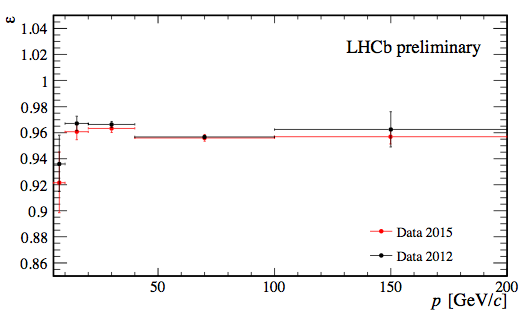 ε
1.04
LHCb preliminary
1.02
1
0.98
0.96
0.94
0.92
0.9
Data 2015
0.88
Data 2012
0.86
50
100
150
200
p [GeV/c]